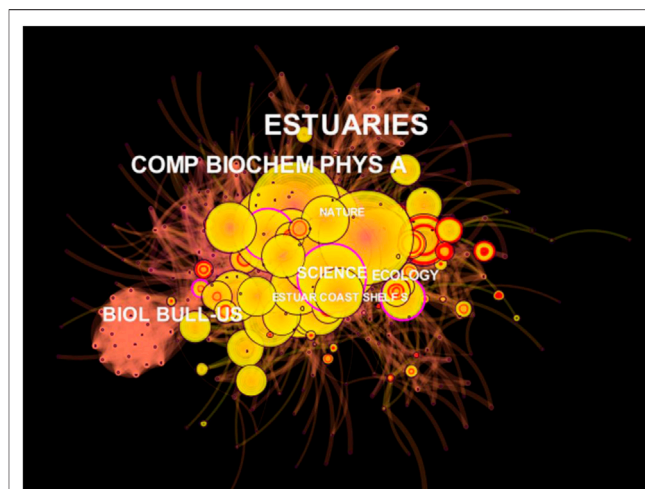 ESTUARIES
COMP BIOCHEM PHYS A
NATURE
SCIENCE
ECOLOGY
ESTUAR COAST SHELF S
BIOL BULL-US